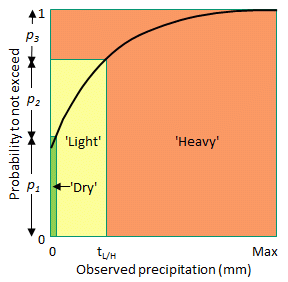 1
p3
p2
p1
0
Probability to not exceed
'Light'
'Heavy'
'Dry'
0
tL/H
Max
Observed precipitation (mm)